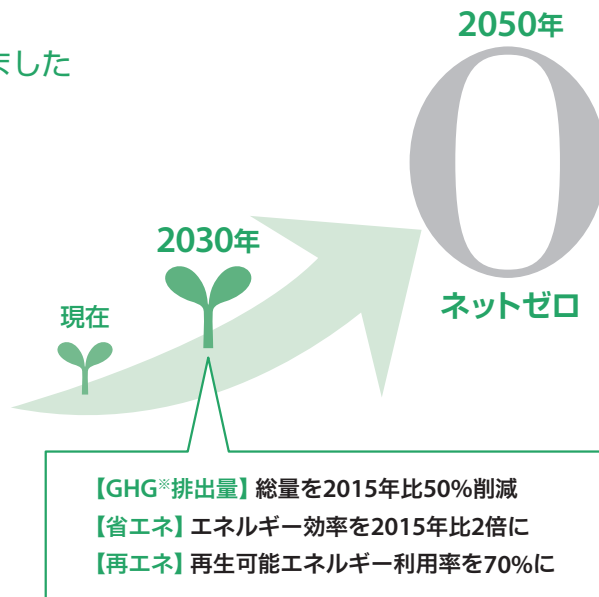 ました
2050年
0
ネットゼロ
2030年
現在
【GHG※排出量】総量を2015年比50%削減
【省エネ】エネルギー効率を2015年比2倍に
【再エネ】再生可能エネルギー利用率を70%に